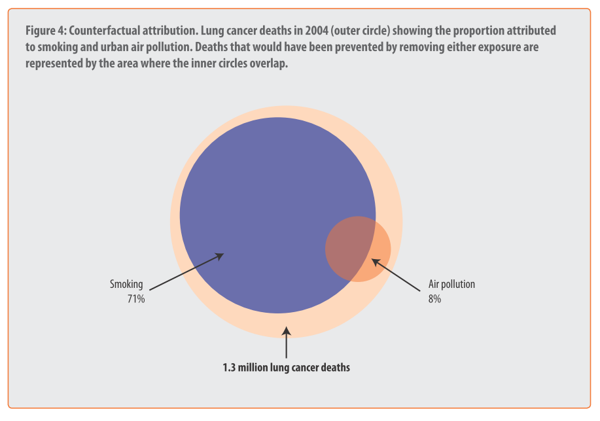 Figure 4: Counterfactual attribution. Lung cancer deaths in 2004 (outer circle) showing the proportion attributed
to smoking and urban air pollution. Deaths that would have been prevented by removing either exposure are
represented by the area where the inner circles overlap.
Smoking
71%
Air pollution
8%
1.3 million lung cancer deaths